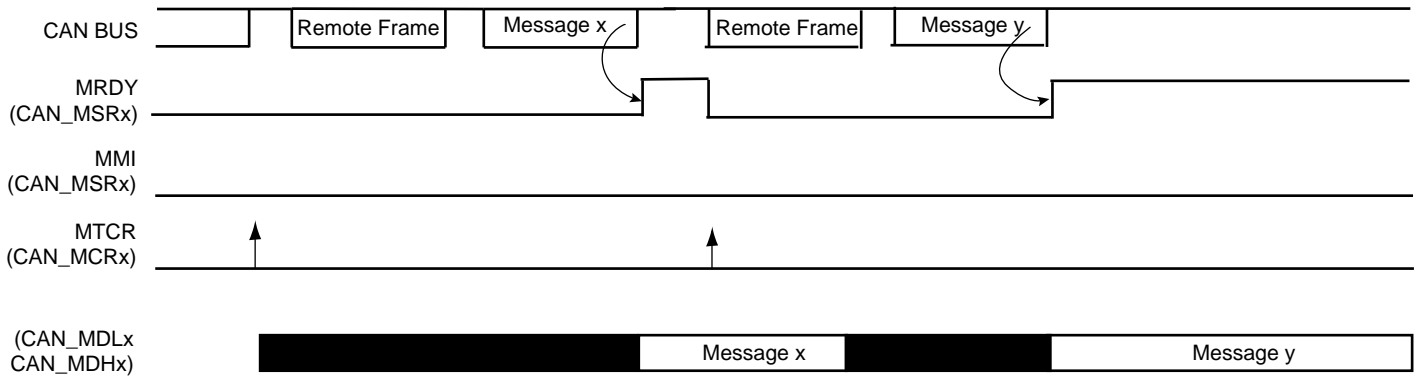 CAN BUS
Remote Frame
Message x
Remote Frame
Message y
MRDY
(CAN_MSRx)
MMI
(CAN_MSRx)
MTCR
(CAN_MCRx)
(CAN_MDLx
CAN_MDHx)
Message x
Message y